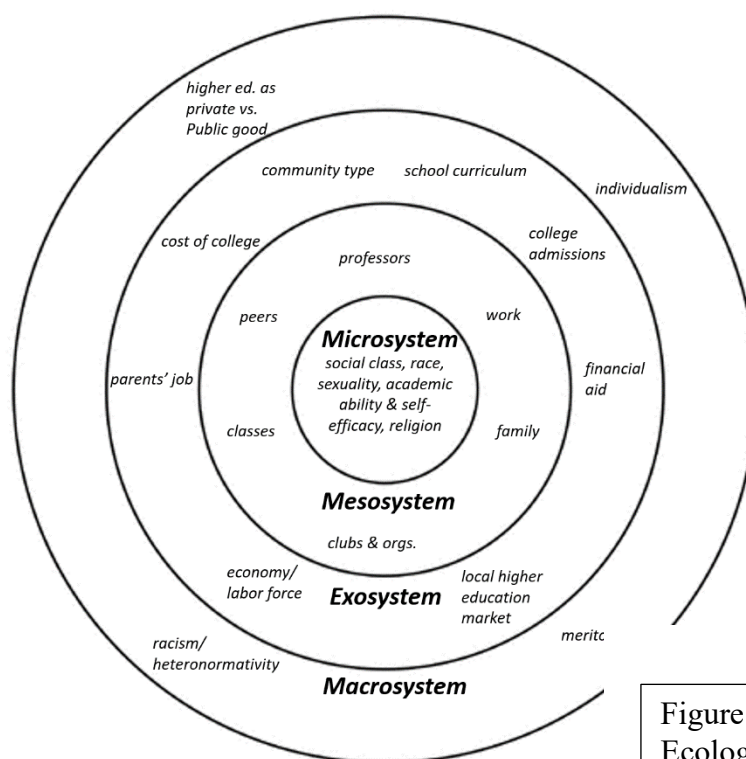 higher ed. as
private vs.
Public good
community type
school curriculum
individualism
cost of college
college
admissions
professors
peers
work
Microsystem
social class, race,
sexuality, academic
ability & self-
efficacy, religion
parents' job
financial
aid
classes
family
Mesosystem
clubs & orgs.
economy/
labor force
Exosystem
local higher
education
market
racism/
heteronormativity
Macrosystem
Figure